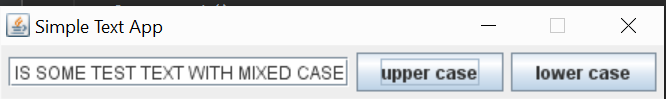 Simple Text App
IS SOME TEST TEXT WITH MIXED CASE
upper case
lower case